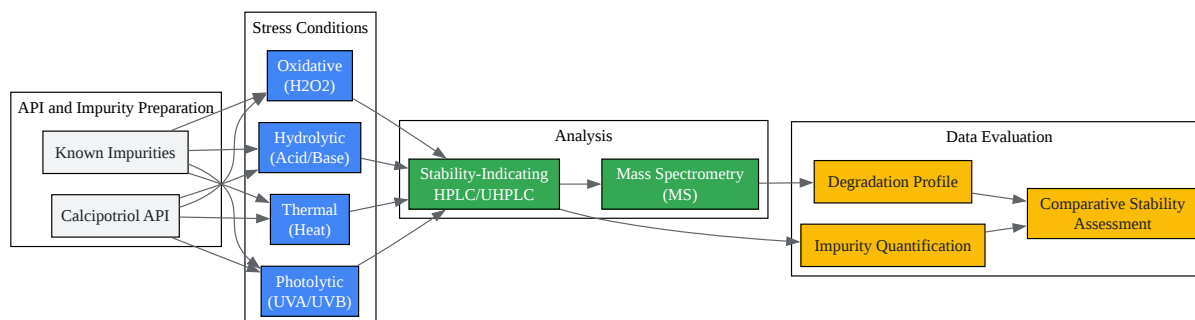 API and Impurity Preparation
Known Impurities
Calcipotriol API
Stress Conditions
Oxidative
(H2O2)
Hydrolytic
(Acid/Base)
Thermal
(Heat)
Photolytic
(UVA/UVB)
Analysis
Stability-Indicating
HPLC/UHPLC
Mass Spectrometry
(MS)
Data Evaluation
Degradation Profile
Impurity Quantification
Comparative Stability
Assessment